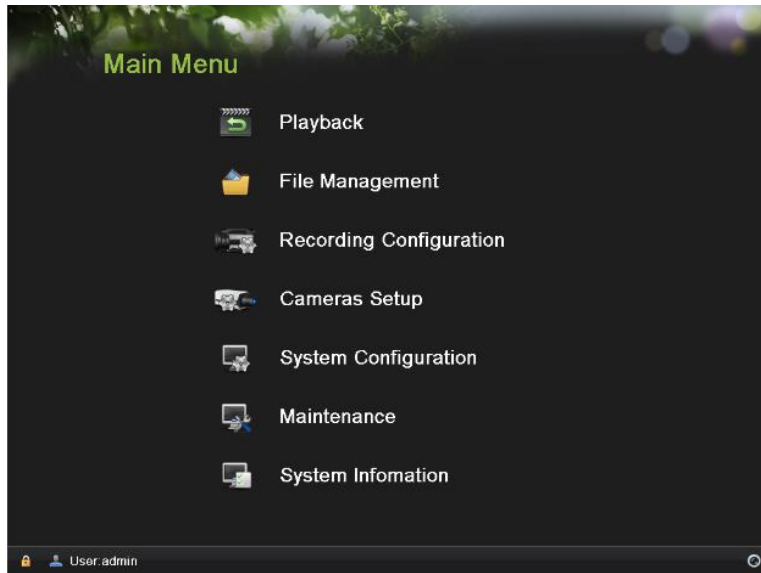 Main Menu
Playback
File Management
Recording Configuration
Cameras Setup
System Configuration
Maintenance
System Infomation
User:admin